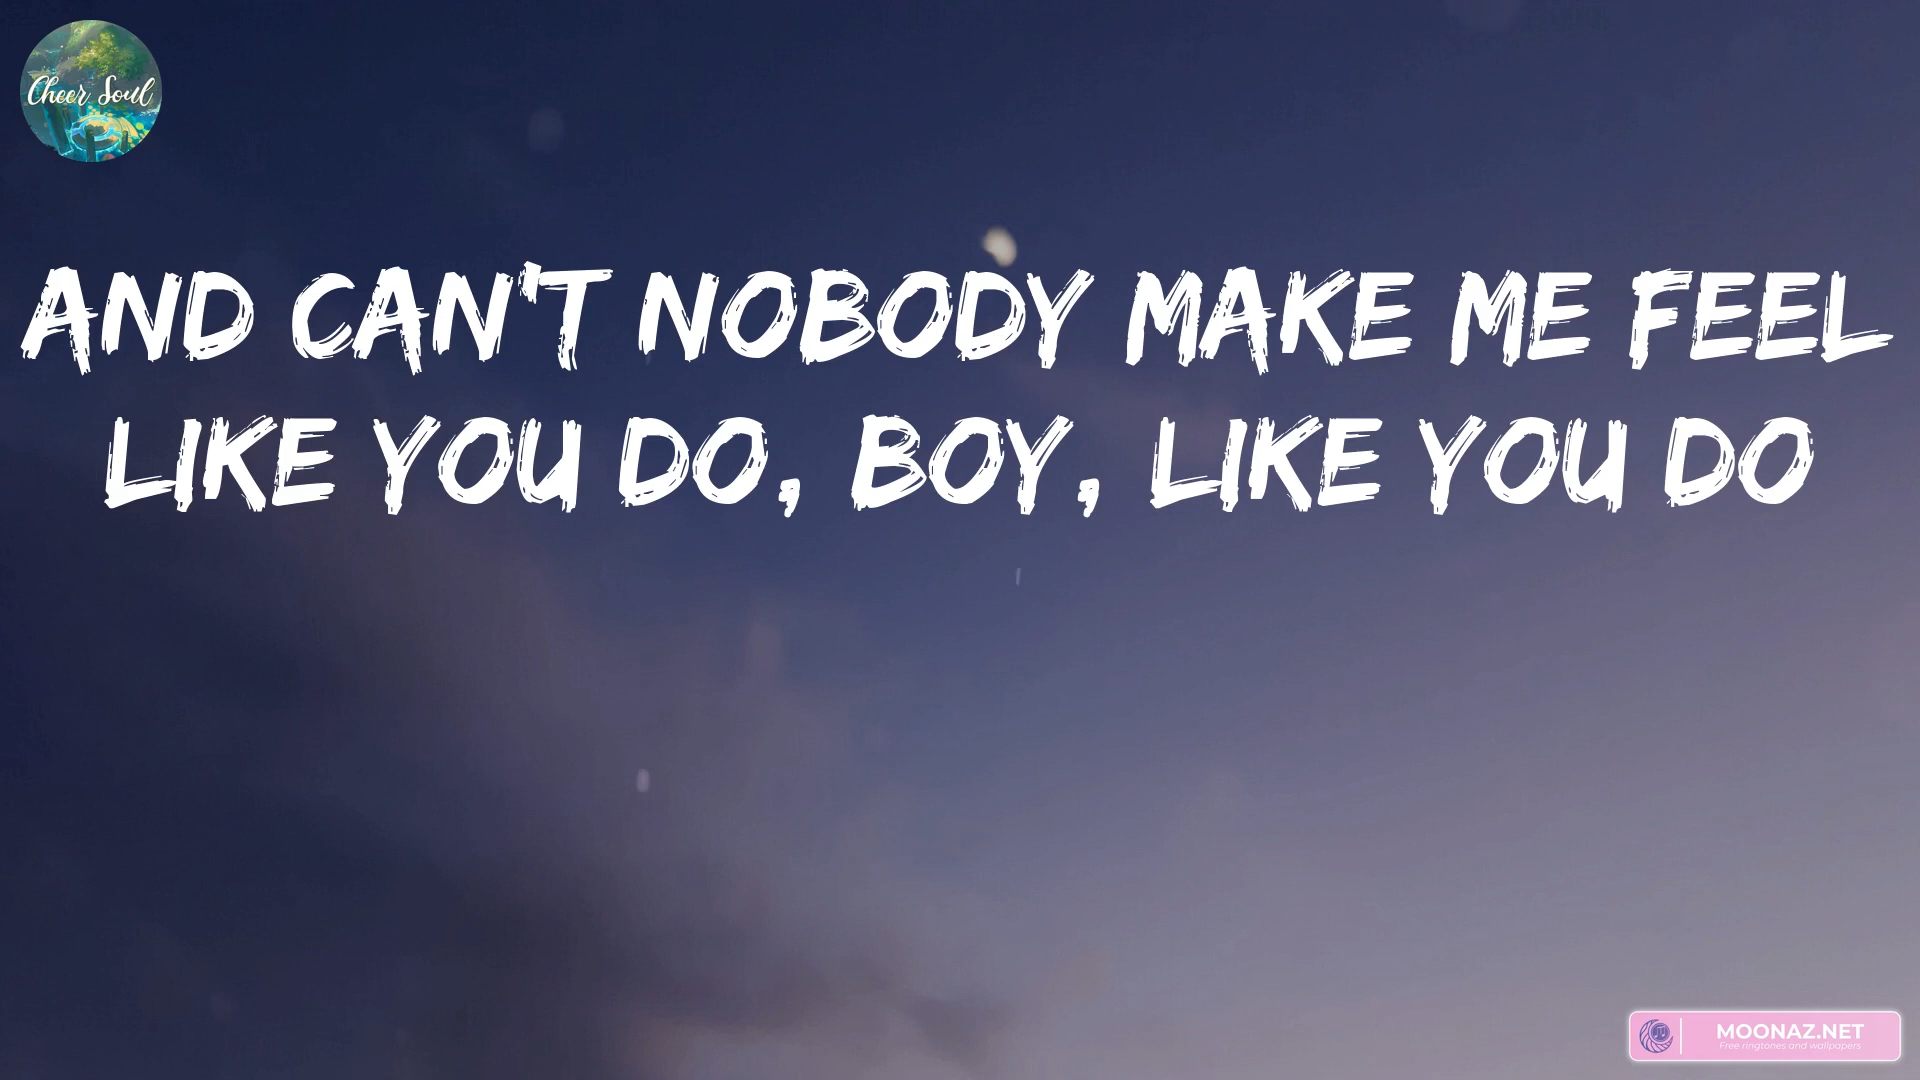 Cheer Soul
AND CAN'T NOBODY MAKE ME FEEL
LIKE YOU DO, BOY, LIKE YOU DO
MOONAZ.NET
Free ringtones and wallpapers